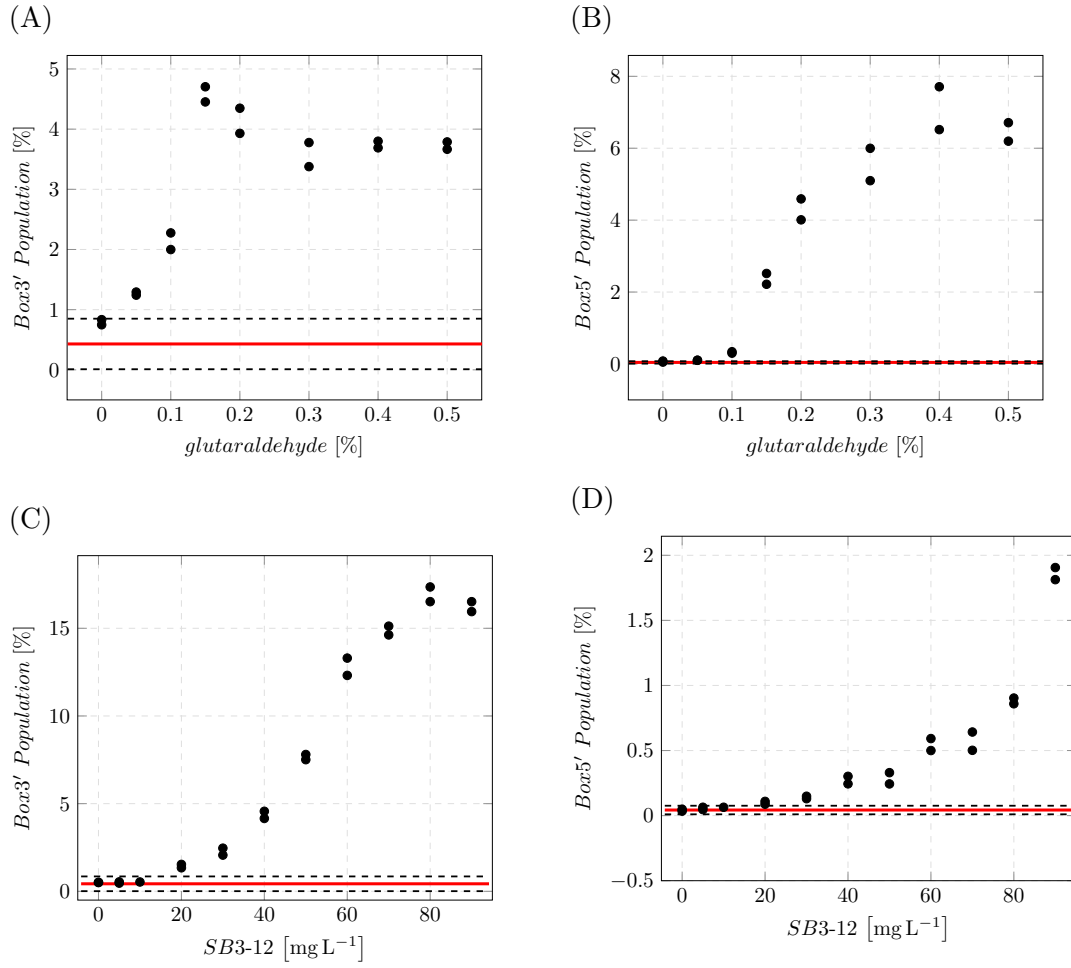 (A)
Box3′ Population [%]
5
4
3
2
1
0
0 0.1 0.2 0.3 0.4 0.5
glutaraldehyde [%]
(B)
Box5′ Population [%]
8
6
4
2
0
0 0.1 0.2 0.3 0.4 0.5
glutaraldehyde [%]
(C)
Box3′ Population [%]
15
10
5
0
0 20 40 60 80
SB3-12 [mg L⁻¹]
(D)
Box5′ Population [%]
2
1.5
1
0.5
0
−0.5
0 20 40 60 80
SB3-12 [mg L⁻¹]